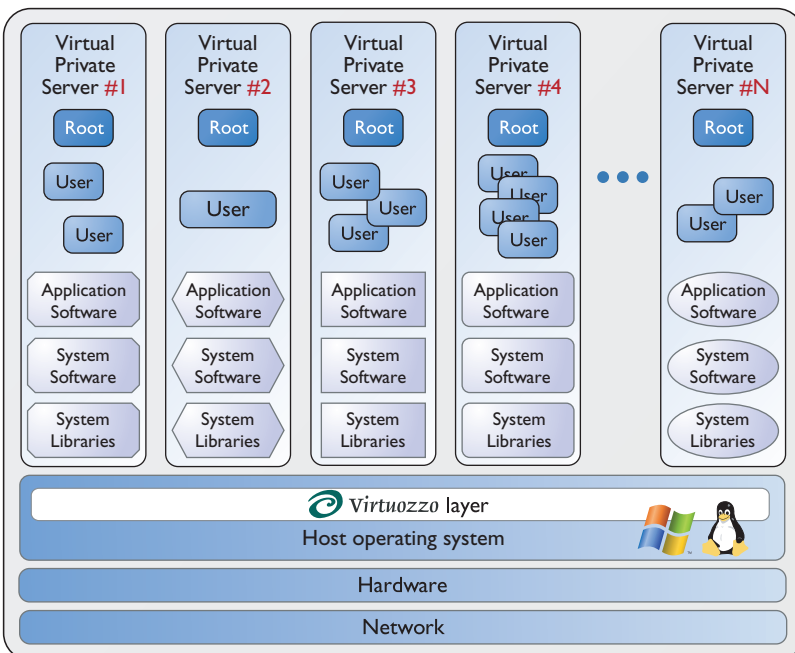 Virtual
Private
Server #1
Root
User
User
Application
Software
System
Software
System
Libraries
Virtual
Private
Server #2
Root
User
Application
Software
System
Software
System
Libraries
Virtual
Private
Server #3
Root
User
User
User
Application
Software
System
Software
System
Libraries
Virtual
Private
Server #4
Root
User
User
User
User
Application
Software
System
Software
System
Libraries
Virtual
Private
Server #N
Root
User
User
Application
Software
System
Software
System
Libraries
Virtuozzo layer
Host operating system
Hardware
Network